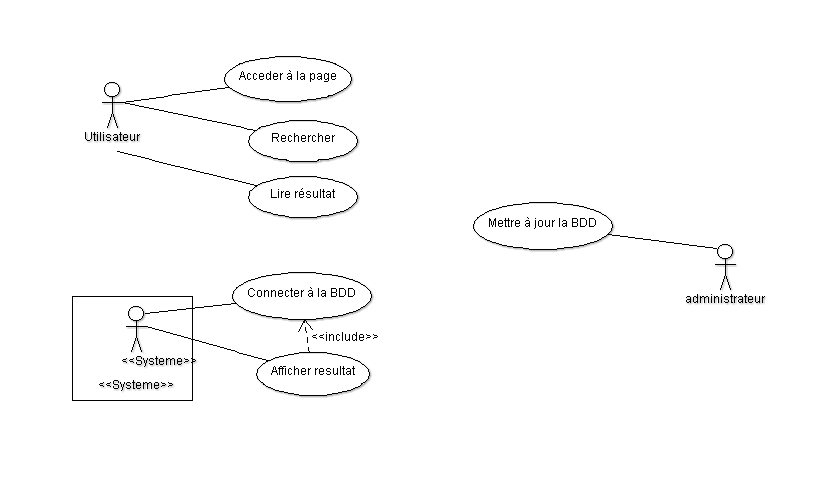 Acceder à la page
Utilisateur
Rechercher
Lire résultat
Mettre à jour la BDD
administrateur
Connecter à la BDD
<<include>>
<<Systeme>>
Afficher resultat
<<Systeme>>